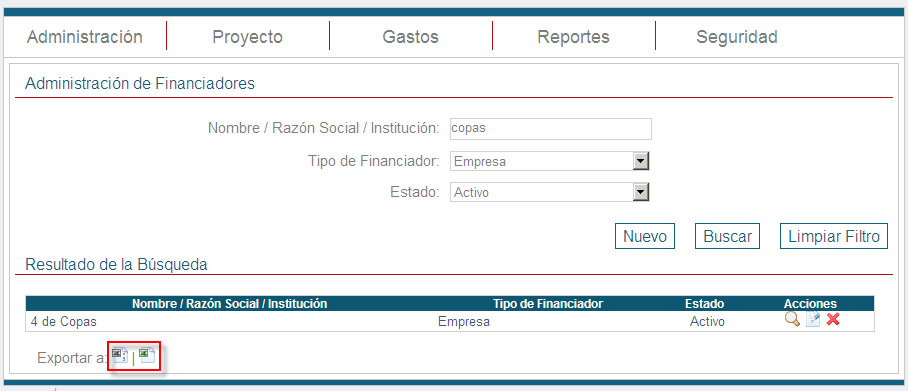 Administración Proyecto Gastos Reportes Seguridad
Administración de Financiadores
Nombre / Razón Social / Institución: copas
Tipo de Financiador: Empresa
Estado: Activo
Nuevo Buscar Limpiar Filtro
Resultado de la Búsqueda
Nombre / Razón Social / Institución Tipo de Financiador Estado Acciones
4 de Copas Empresa Activo
Exportar a: |